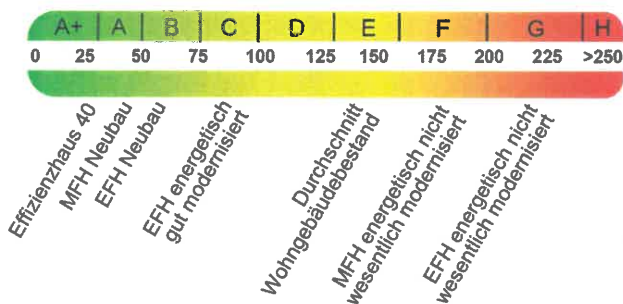 A+ A B C D E F G H
0 25 50 75 100 125 150 175 200 225 >250
Effizienzhaus 40
MFH Neubau
EFH Neubau
EFH energetisch
gut modernisiert
Durchschnitt
Wohngebäudebestand
MFH energetisch nicht
wesentlich modernisiert
EFH energetisch nicht
wesentlich modernisiert